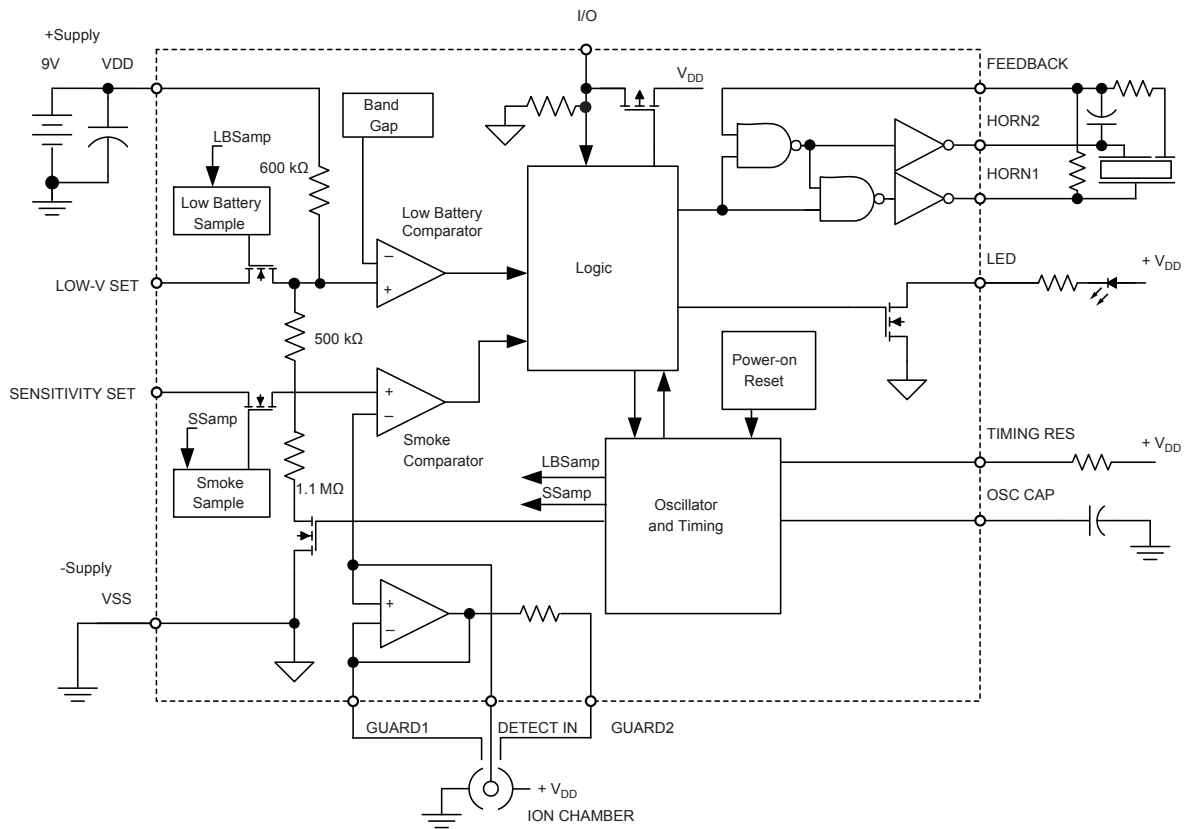 I/O
+Supply
9V
VDD
FEEDBACK
V_DD
Band
Gap
LBSamp
HORN2
600 kΩ
HORN1
Low Battery
Sample
Low Battery
Comparator
−
+
Logic
LED
+ V_DD
LOW-V SET
500 kΩ
Power-on
Reset
SENSITIVITY SET
+
−
SSamp
Smoke
Comparator
TIMING RES
+ V_DD
Smoke
Sample
1.1 MΩ
LBSamp
SSamp
Oscillator
and Timing
OSC CAP
-Supply
VSS
+
–
GUARD1
DETECT IN
GUARD2
+ V_DD
ION CHAMBER